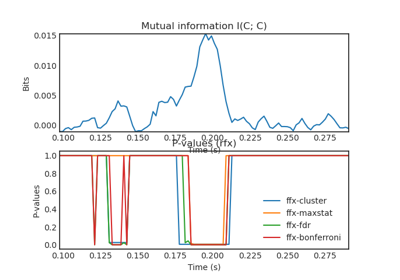 Mutual information I(C; C)
0.015
0.010
0.005
0.000
Bits
0.100 0.125 0.150 0.175 0.200 0.225 0.250 0.275
Time (s)
P-values (rfx)
1.0
0.8
0.6
0.4
0.2
0.0
P-values
ffx-cluster
ffx-maxstat
ffx-fdr
ffx-bonferroni
0.100 0.125 0.150 0.175 0.200 0.225 0.250 0.275
Time (s)